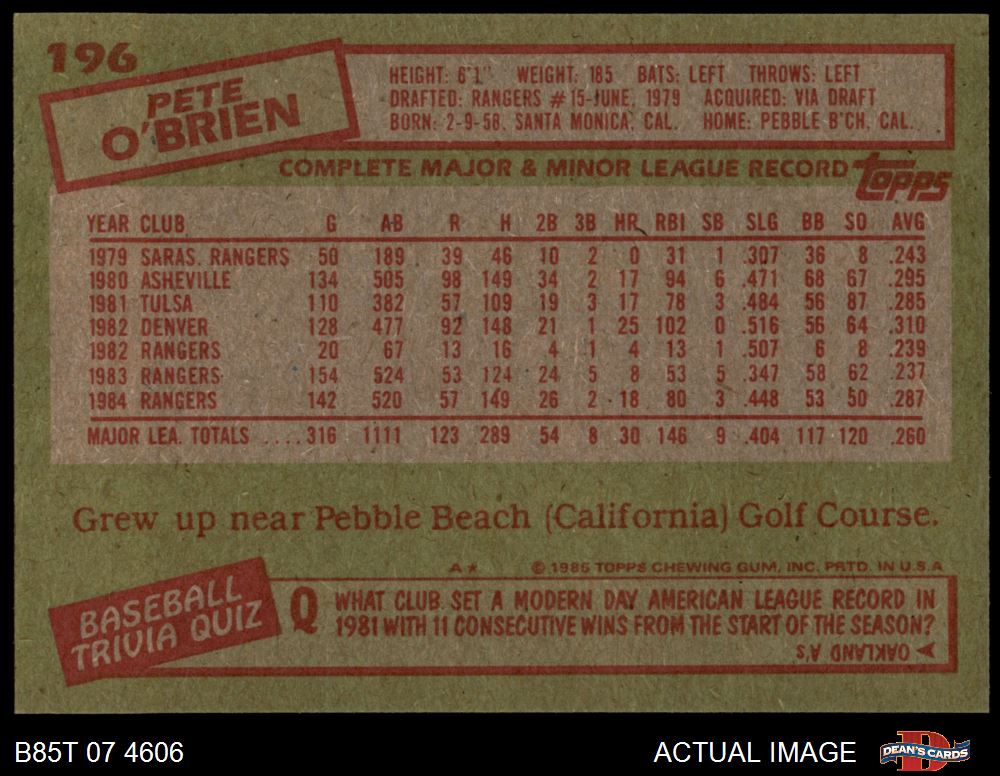 196
PETE
O'BRIEN
HEIGHT: 6'1" WEIGHT: 185 BATS: LEFT THROWS: LEFT
DRAFTED: RANGERS #15-JUNE, 1979 ACQUIRED: VIA DRAFT
BORN: 2-9-58, SANTA MONICA, CAL. HOME: PEBBLE B'CH, CAL.
COMPLETE MAJOR & MINOR LEAGUE RECORD Topps
YEAR CLUB G AB R H 2B 3B HR RBI SB SLG BB SO AVG
1979 SARAS. RANGERS 50 189 39 46 10 2 0 31 1 .307 36 8 .243
1980 ASHEVILLE 134 505 98 149 34 2 17 94 6 .471 68 67 .295
1981 TULSA 110 382 57 109 19 3 17 78 3 .484 56 87 .285
1982 DENVER 128 477 92 148 21 1 25 102 0 .516 56 64 .310
1982 RANGERS 20 67 13 16 4 1 4 13 1 .507 6 8 .239
1983 RANGERS 154 524 53 124 24 5 8 53 5 .347 58 62 .237
1984 RANGERS 142 520 57 149 26 2 18 80 3 .448 53 50 .287
MAJOR LEA. TOTALS ....316 1111 123 289 54 8 30 146 9 .404 117 120 .260
Grew up near Pebble Beach (California) Golf Course.
A* © 1985 TOPPS CHEWING GUM, INC. PRTD. IN U.S.A
BASEBALL
TRIVIA QUIZ
Q WHAT CLUB SET A MODERN DAY AMERICAN LEAGUE RECORD IN
1981 WITH 11 CONSECUTIVE WINS FROM THE START OF THE SEASON?
OAKLAND A's
B85T 07 4606
ACTUAL IMAGE
D
DEAN'S CARDS